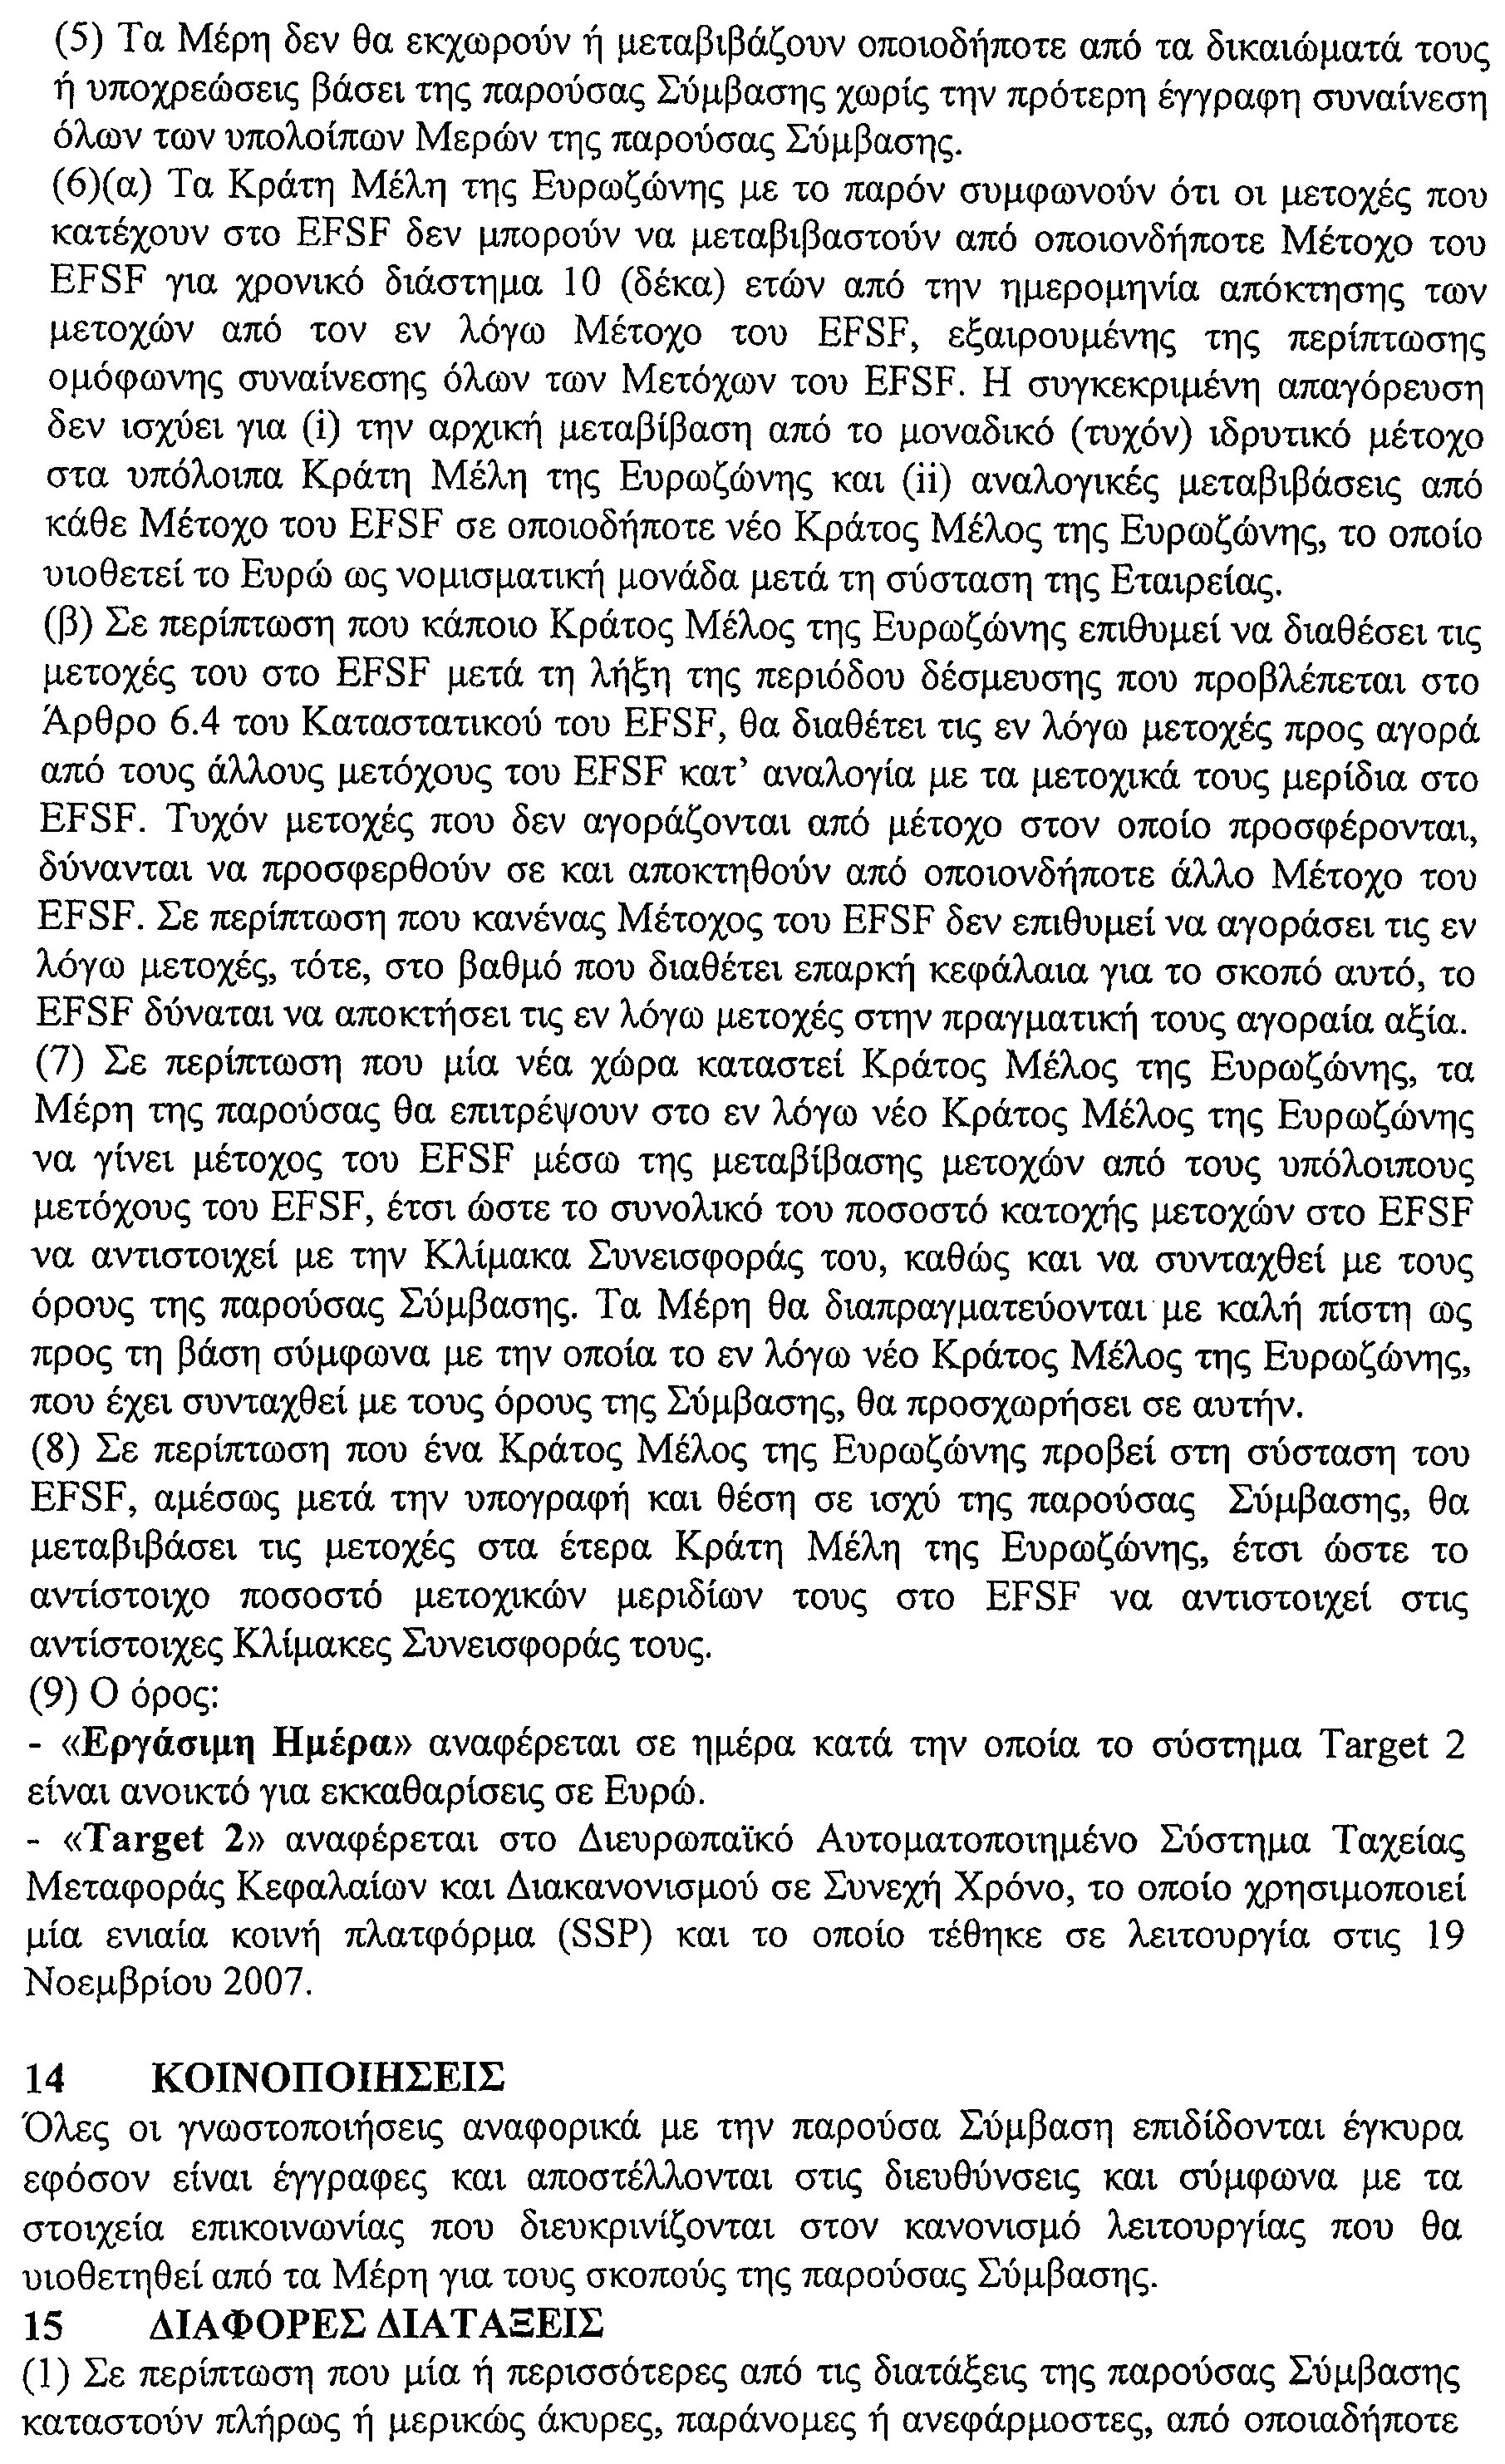 (5) Τα Μέρη δεν θα εκχωρούν ή μεταβιβάζουν οποιοδήποτε από τα δικαιώματά τους
ή υποχρεώσεις βάσει της παρούσας Σύμβασης χωρίς την πρότερη έγγραφη συναίνεση
όλων των υπολοίπων Μερών της παρούσας Σύμβασης.
(6)(α) Τα Κράτη Μέλη της Ευρωζώνης με το παρόν συμφωνούν ότι οι μετοχές που
κατέχουν στο EFSF δεν μπορούν να μεταβιβαστούν από οποιονδήποτε Μέτοχο του
EFSF για χρονικό διάστημα 10 (δέκα) ετών από την ημερομηνία απόκτησης των
μετοχών από τον εν λόγω Μέτοχο του EFSF, εξαιρουμένης της περίπτωσης
ομόφωνης συναίνεσης όλων των Μετόχων του EFSF. Η συγκεκριμένη απαγόρευση
δεν ισχύει για (i) την αρχική μεταβίβαση από το μοναδικό (τυχόν) ιδρυτικό μέτοχο
στα υπόλοιπα Κράτη Μέλη της Ευρωζώνης και (ii) αναλογικές μεταβιβάσεις από
κάθε Μέτοχο του EFSF σε οποιοδήποτε νέο Κράτος Μέλος της Ευρωζώνης, το οποίο
υιοθετεί το Ευρώ ως νομισματική μονάδα μετά τη σύσταση της Εταιρείας.
(β) Σε περίπτωση που κάποιο Κράτος Μέλος της Ευρωζώνης επιθυμεί να διαθέσει τις
μετοχές του στο EFSF μετά τη λήξη της περιόδου δέσμευσης που προβλέπεται στο
Άρθρο 6.4 του Καταστατικού του EFSF, θα διαθέτει τις εν λόγω μετοχές προς αγορά
από τους άλλους μετόχους του EFSF κατ’ αναλογία με τα μετοχικά τους μερίδια στο
EFSF. Τυχόν μετοχές που δεν αγοράζονται από μέτοχο στον οποίο προσφέρονται,
δύνανται να προσφερθούν σε και αποκτηθούν από οποιονδήποτε άλλο Μέτοχο του
EFSF. Σε περίπτωση που κανένας Μέτοχος του EFSF δεν επιθυμεί να αγοράσει τις εν
λόγω μετοχές, τότε, στο βαθμό που διαθέτει επαρκή κεφάλαια για το σκοπό αυτό, το
EFSF δύναται να αποκτήσει τις εν λόγω μετοχές στην πραγματική τους αγοραία αξία.
(7) Σε περίπτωση που μία νέα χώρα καταστεί Κράτος Μέλος της Ευρωζώνης, τα
Μέρη της παρούσας θα επιτρέψουν στο εν λόγω νέο Κράτος Μέλος της Ευρωζώνης
να γίνει μέτοχος του EFSF μέσω της μεταβίβασης μετοχών από τους υπόλοιπους
μετόχους του EFSF, έτσι ώστε το συνολικό του ποσοστό κατοχής μετοχών στο EFSF
να αντιστοιχεί με την Κλίμακα Συνεισφοράς του, καθώς και να συνταχθεί με τους
όρους της παρούσας Σύμβασης. Τα Μέρη θα διαπραγματεύονται με καλή πίστη ως
προς τη βάση σύμφωνα με την οποία το εν λόγω νέο Κράτος Μέλος της Ευρωζώνης,
που έχει συνταχθεί με τους όρους της Σύμβασης, θα προσχωρήσει σε αυτήν.
(8) Σε περίπτωση που ένα Κράτος Μέλος της Ευρωζώνης προβεί στη σύσταση του
EFSF, αμέσως μετά την υπογραφή και θέση σε ισχύ της παρούσας Σύμβασης, θα
μεταβιβάσει τις μετοχές στα έτερα Κράτη Μέλη της Ευρωζώνης, έτσι ώστε το
αντίστοιχο ποσοστό μετοχικών μεριδίων τους στο EFSF να αντιστοιχεί στις
αντίστοιχες Κλίμακες Συνεισφοράς τους.
(9) Ο όρος:
- «Εργάσιμη Ημέρα» αναφέρεται σε ημέρα κατά την οποία το σύστημα Target 2
είναι ανοικτό για εκκαθαρίσεις σε Ευρώ.
- «Target 2» αναφέρεται στο Διευρωπαϊκό Αυτοματοποιημένο Σύστημα Ταχείας
Μεταφοράς Κεφαλαίων και Διακανονισμού σε Συνεχή Χρόνο, το οποίο χρησιμοποιεί
μία ενιαία κοινή πλατφόρμα (SSP) και το οποίο τέθηκε σε λειτουργία στις 19
Νοεμβρίου 2007.
14 ΚΟΙΝΟΠΟΙΗΣΕΙΣ
Όλες οι γνωστοποιήσεις αναφορικά με την παρούσα Σύμβαση επιδίδονται έγκυρα
εφόσον είναι έγγραφες και αποστέλλονται στις διευθύνσεις και σύμφωνα με τα
στοιχεία επικοινωνίας που διευκρινίζονται στον κανονισμό λειτουργίας που θα
υιοθετηθεί από τα Μέρη για τους σκοπούς της παρούσας Σύμβασης.
15 ΔΙΑΦΟΡΕΣ ΔΙΑΤΑΞΕΙΣ
(1) Σε περίπτωση που μία ή περισσότερες από τις διατάξεις της παρούσας Σύμβασης
καταστούν πλήρως ή μερικώς άκυρες, παράνομες ή ανεφάρμοστες, από οποιαδήποτε